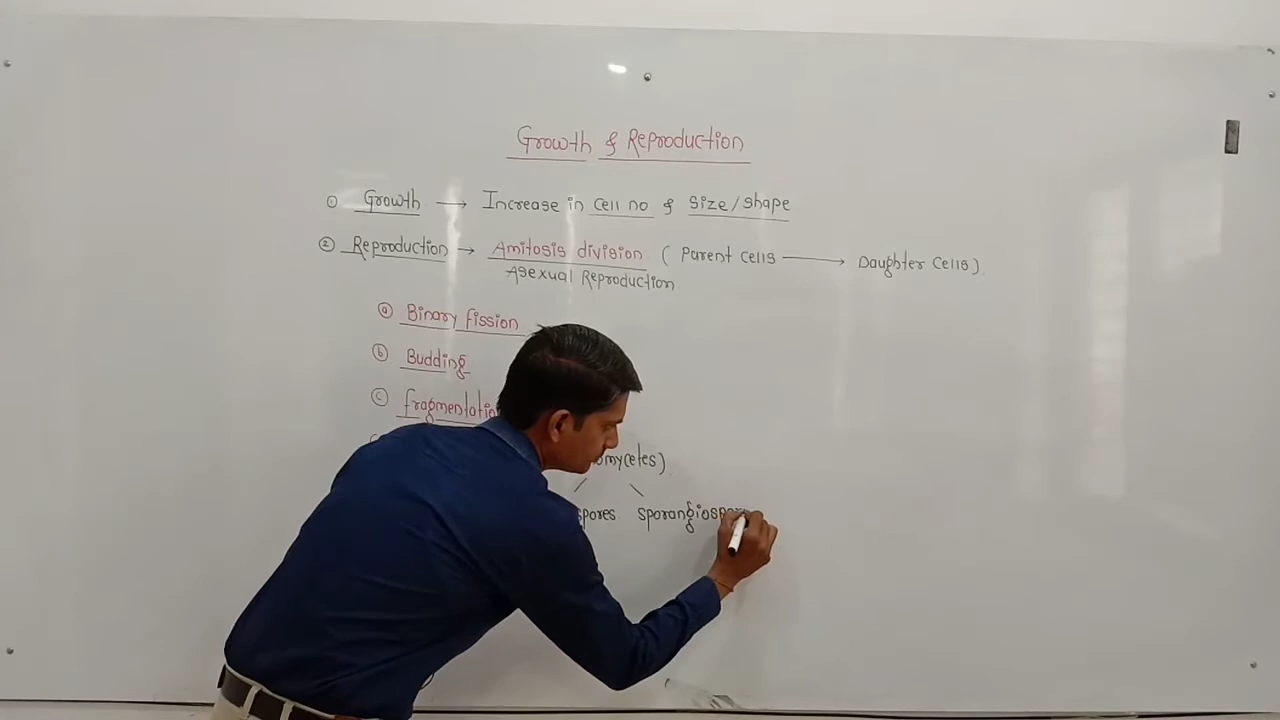 Growth & Reproduction
① Growth → Increase in cell no & Size/shape
② Reproduction → Amitosis division ( Parent cells → Daughter cells).
Asexual Reproduction
ⓐ Binary fission
ⓑ Budding
ⓒ fragmentatio
omycetes)
spores sporangiospor